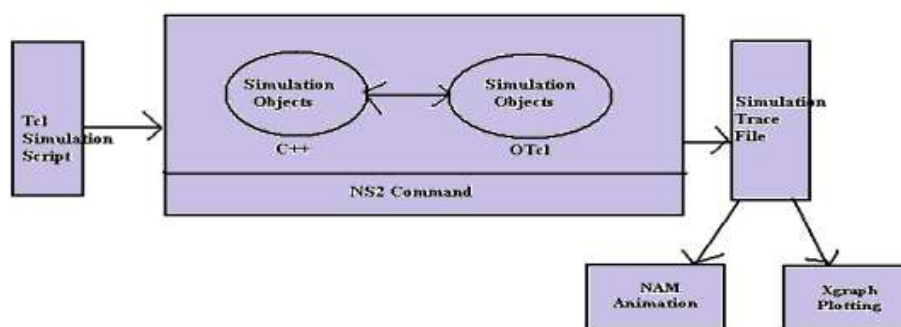 Tcl
Simulation
Script
Simulation
Objects
C++
Simulation
Objects
OTcl
NS2 Command
Simulation
Trace
File
NAM
Animation
Xgraph
Plotting